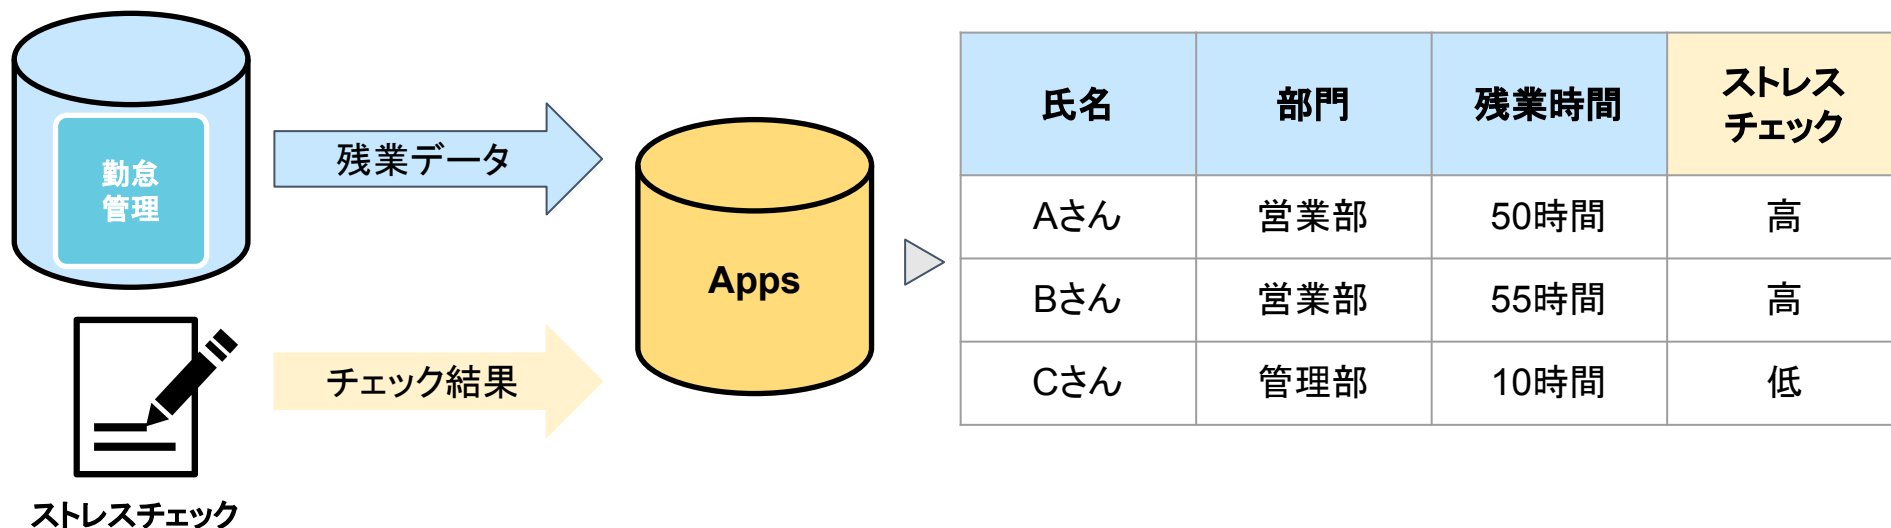 勤怠
管理
残業データ
チェック結果
ストレスチェック
Apps
氏名 部門 残業時間 ストレス
チェック
Aさん 営業部 50時間 高
Bさん 営業部 55時間 高
Cさん 管理部 10時間 低